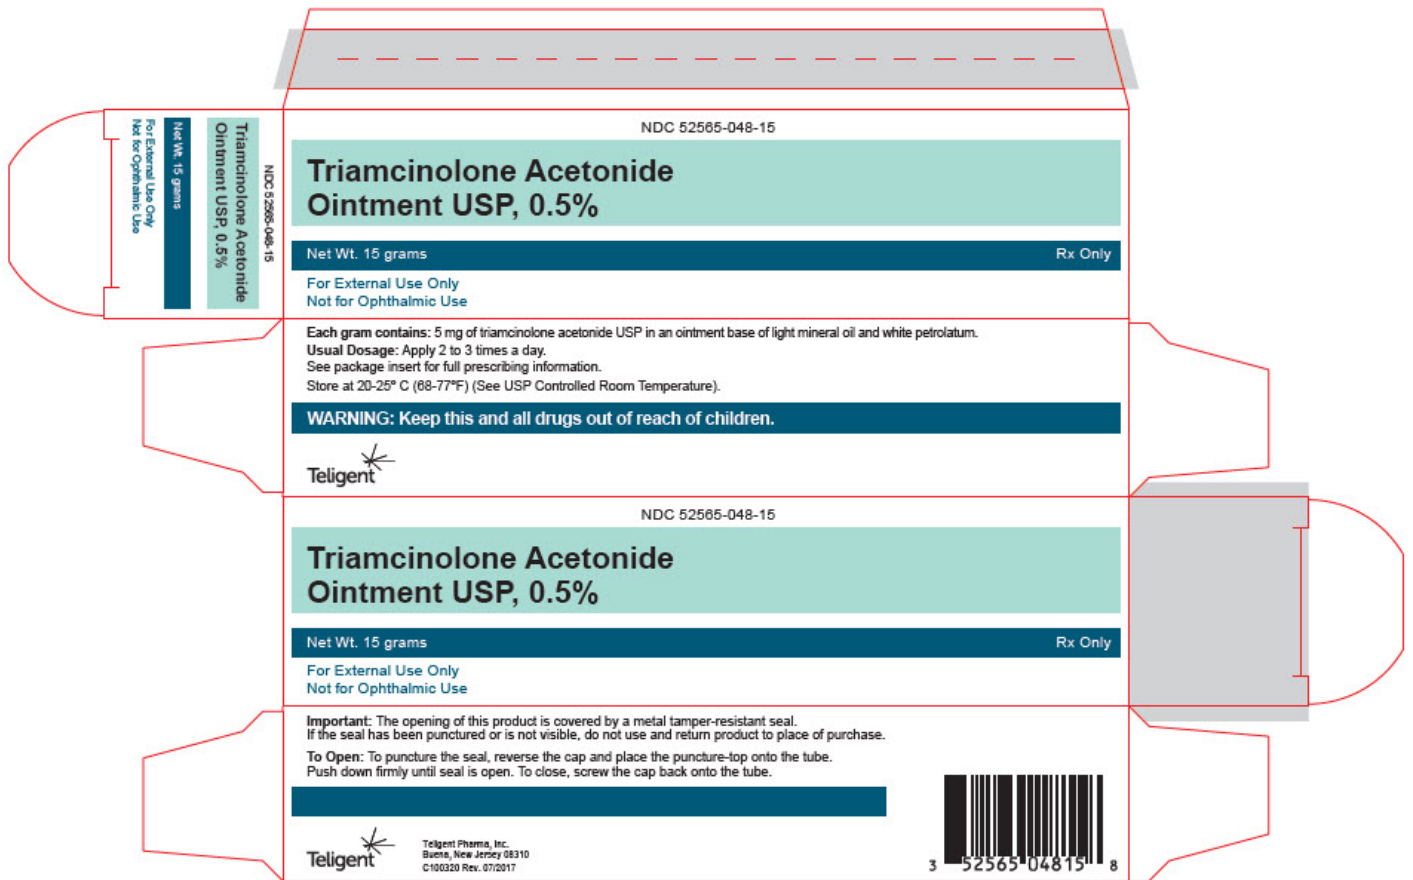 NDC 52565-048-15
Triamcinolone Acetonide
Ointment USP, 0.5%
Net Wt. 15 grams
For External Use Only
Not for Ophthalmic Use
NDC 52565-048-15
Triamcinolone Acetonide
Ointment USP, 0.5%
Net Wt. 15 grams Rx Only
For External Use Only
Not for Ophthalmic Use
Each gram contains: 5 mg of triamcinolone acetonide USP in an ointment base of light mineral oil and white petrolatum.
Usual Dosage: Apply 2 to 3 times a day.
See package insert for full prescribing information.
Store at 20-25° C (68-77°F) (See USP Controlled Room Temperature).
WARNING: Keep this and all drugs out of reach of children.
Teligent
NDC 52565-048-15
Triamcinolone Acetonide
Ointment USP, 0.5%
Net Wt. 15 grams Rx Only
For External Use Only
Not for Ophthalmic Use
Important: The opening of this product is covered by a metal tamper-resistant seal.
If the seal has been punctured or is not visible, do not use and return product to place of purchase.
To Open: To puncture the seal, reverse the cap and place the puncture-top onto the tube.
Push down firmly until seal is open. To close, screw the cap back onto the tube.
Teligent
Teligent Pharma, Inc.
Buena, New Jersey 08310
C100320 Rev. 07/2017
3 52565 04815 8